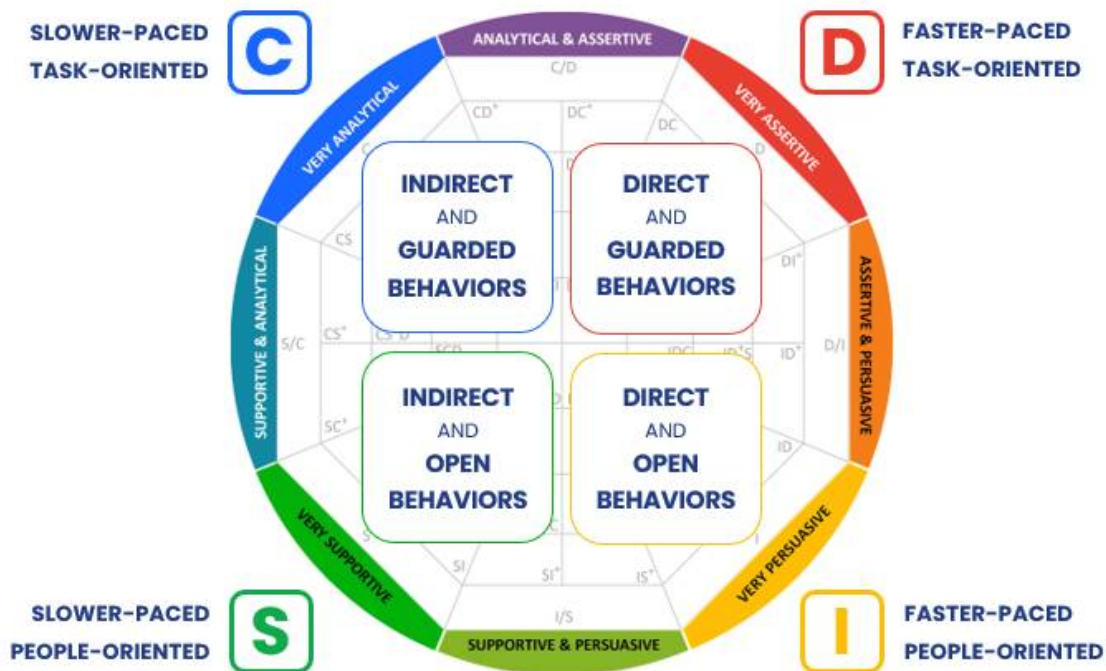 SLOWER-PACED
TASK-ORIENTED
C
ANALYTICAL & ASSERTIVE
D
FASTER-PACED
TASK-ORIENTED
C/D
VERY ANALYTICAL
VERY ASSERTIVE
CD+
DC+
DC
D
C
INDIRECT
AND
GUARDED
BEHAVIORS
DIRECT
AND
GUARDED
BEHAVIORS
CS
DI+
SUPPORTIVE & ANALYTICAL
ASSERTIVE & PERSUASIVE
S/C
CS+
ID+S
ID+
D/I
INDIRECT
AND
OPEN
BEHAVIORS
DIRECT
AND
OPEN
BEHAVIORS
SC+
ID
S
I
VERY SUPPORTIVE
VERY PERSUASIVE
SI
SI+
IS+
I/S
SUPPORTIVE & PERSUASIVE
SLOWER-PACED
PEOPLE-ORIENTED
S
I
FASTER-PACED
PEOPLE-ORIENTED